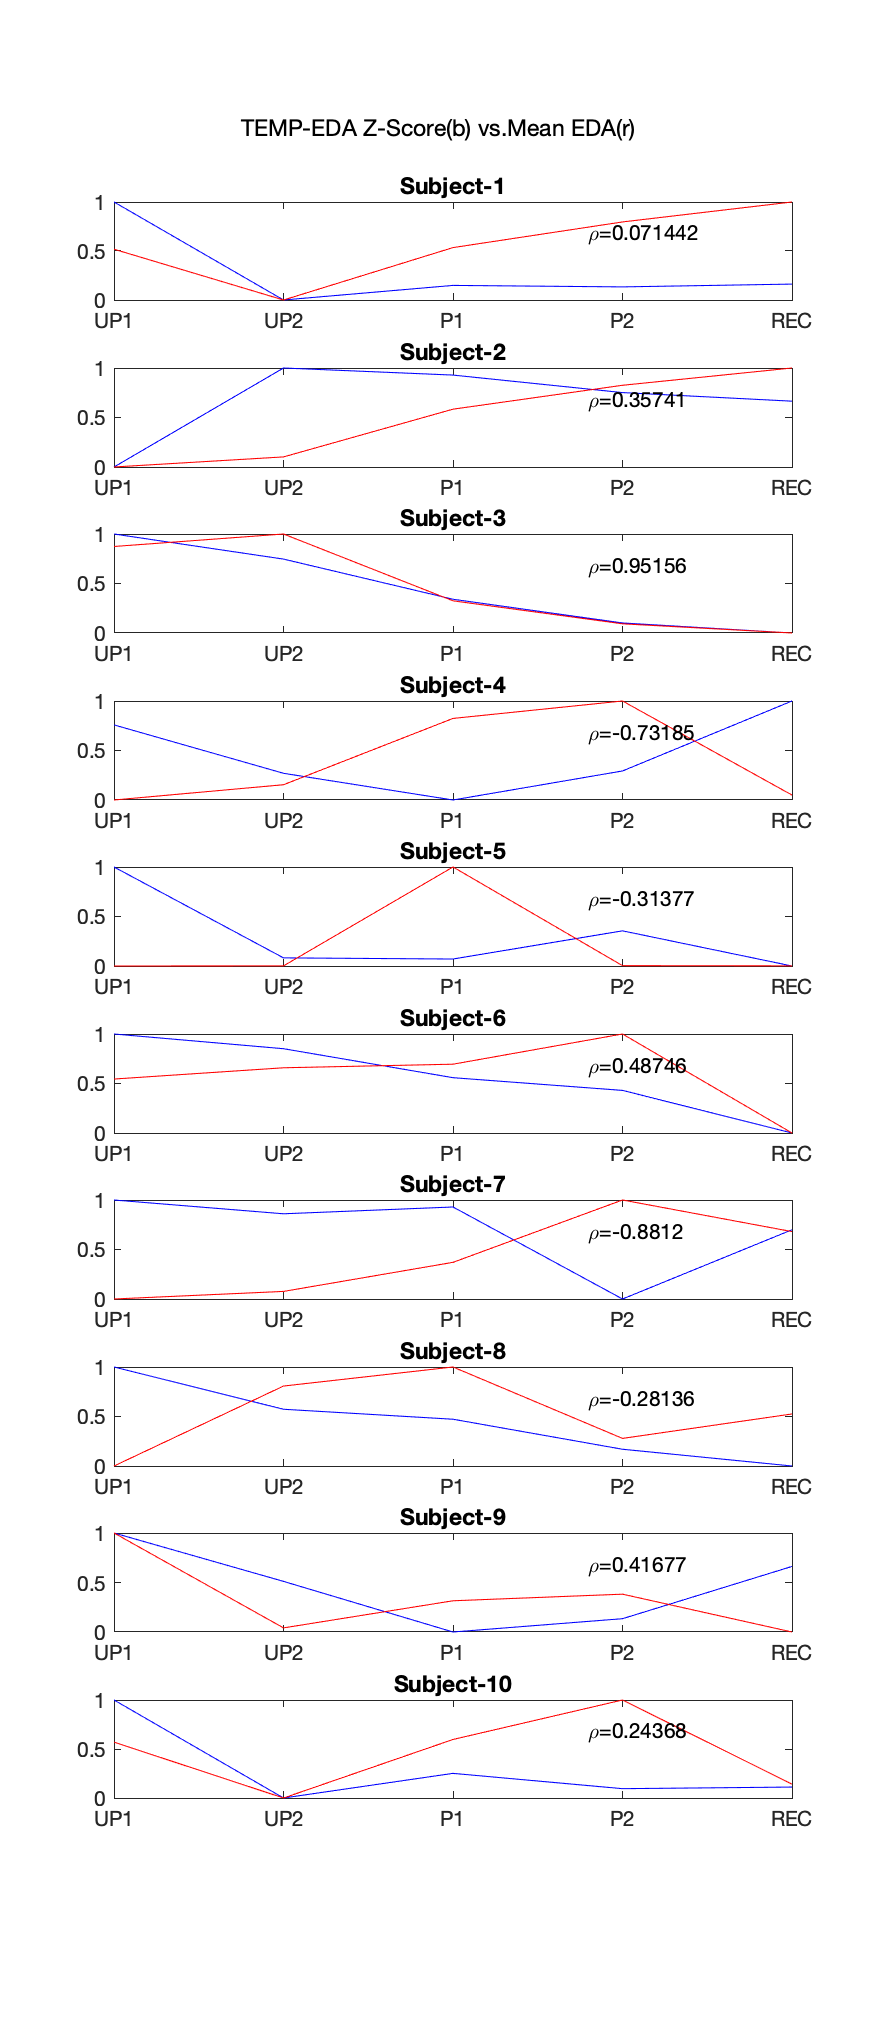 TEMP-EDA Z-Score(b) vs.Mean EDA(r)
Subject-1
1
ρ=0.071442
0.5
0
UP1 UP2 P1 P2 REC
Subject-2
1
ρ=0.35741
0.5
0
UP1 UP2 P1 P2 REC
Subject-3
1
ρ=0.95156
0.5
0
UP1 UP2 P1 P2 REC
Subject-4
1
ρ=-0.73185
0.5
0
UP1 UP2 P1 P2 REC
Subject-5
1
ρ=-0.31377
0.5
0
UP1 UP2 P1 P2 REC
Subject-6
1
ρ=0.48746
0.5
0
UP1 UP2 P1 P2 REC
Subject-7
1
ρ=-0.8812
0.5
0
UP1 UP2 P1 P2 REC
Subject-8
1
ρ=-0.28136
0.5
0
UP1 UP2 P1 P2 REC
Subject-9
1
ρ=0.41677
0.5
0
UP1 UP2 P1 P2 REC
Subject-10
1
ρ=0.24368
0.5
0
UP1 UP2 P1 P2 REC